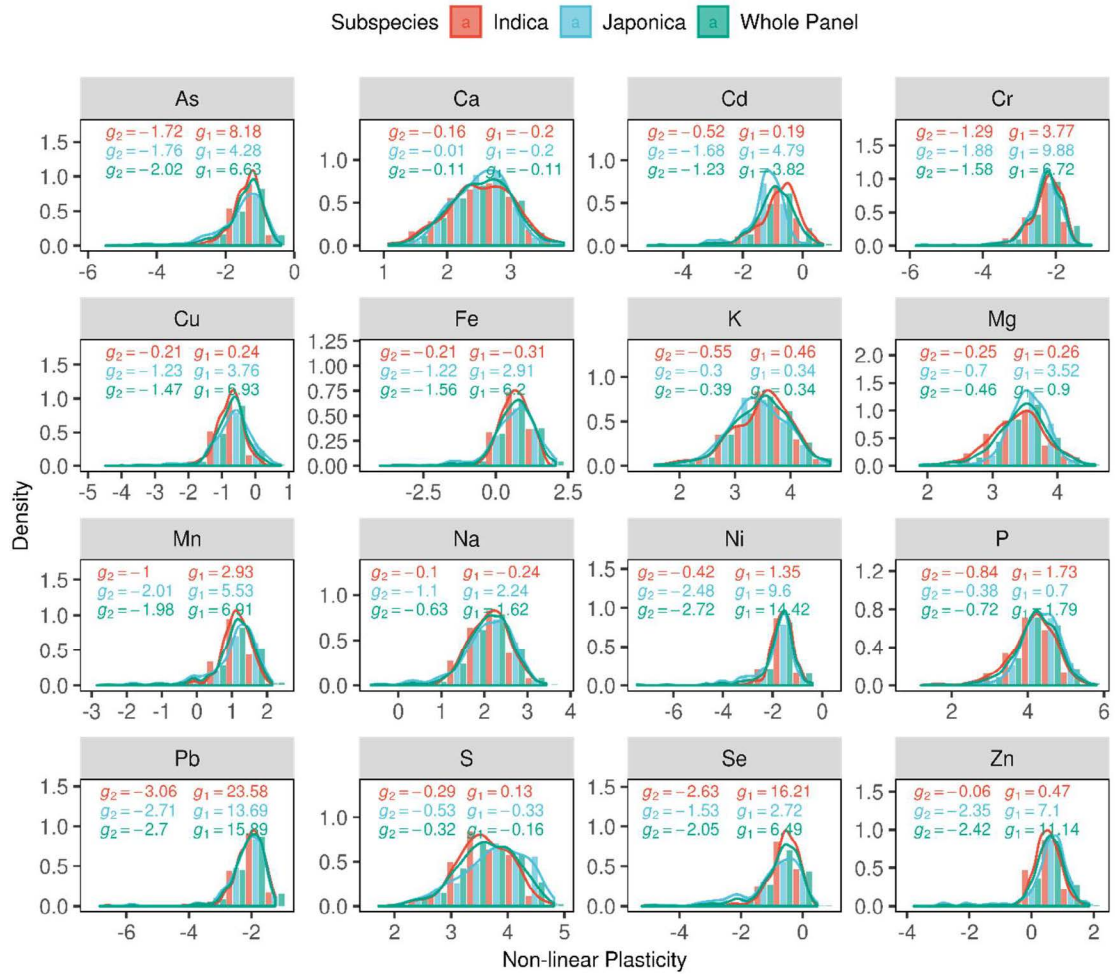 Subspecies a Indica a Japonica a Whole Panel
As Ca Cd Cr
g2 = −1.72 g1 = 8.18 g2 = −0.16 g1 = −0.2 g2 = −0.52 g1 = 0.19 g2 = −1.29 g1 = 3.77
g2 = −1.76 g1 = 4.28 g2 = −0.01 g1 = −0.2 g2 = −1.68 g1 = 4.79 g2 = −1.88 g1 = 9.88
g2 = −2.02 g1 = 6.63 g2 = −0.11 g1 = −0.11 g2 = −1.23 g1 = 3.82 g2 = −1.58 g1 = 6.72
1.5 1.0 0.5 0.0 1.0 0.5 0.0 1.0 0.5 0.0 1.5 1.0 0.5 0.0
-6 -4 -2 0 1 2 3 -4 -2 0 -6 -4 -2
Cu Fe K Mg
g2 = −0.21 g1 = 0.24 g2 = −0.21 g1 = −0.31 g2 = −0.55 g1 = 0.46 g2 = −0.25 g1 = 0.26
g2 = −1.23 g1 = 3.76 g2 = −1.22 g1 = 2.91 g2 = −0.3 g1 = 0.34 g2 = −0.7 g1 = 3.52
g2 = −1.47 g1 = 6.93 g2 = −1.56 g1 = 6.2 g2 = −0.39 g1 = 0.34 g2 = −0.46 g1 = 0.9
1.5 1.0 0.5 0.0 1.25 1.00 0.75 0.50 0.25 0.00 1.0 0.5 0.0 2.0 1.5 1.0 0.5 0.0
-5 -4 -3 -2 -1 0 1 -2.5 0.0 2.5 2 3 4 2 3 4
Density
Mn Na Ni P
g2 = −1 g1 = 2.93 g2 = −0.1 g1 = −0.24 g2 = −0.42 g1 = 1.35 g2 = −0.84 g1 = 1.73
g2 = −2.01 g1 = 5.53 g2 = −1.1 g1 = 2.24 g2 = −2.48 g1 = 9.6 g2 = −0.38 g1 = 0.7
g2 = −1.98 g1 = 6.91 g2 = −0.63 g1 = 1.62 g2 = −2.72 g1 = 14.42 g2 = −0.72 g1 = 1.79
1.5 1.0 0.5 0.0 1.0 0.5 0.0 1.5 1.0 0.5 0.0 1.2 0.8 0.4 0.0
-3 -2 -1 0 1 2 0 1 2 3 4 -6 -4 -2 0 2 4 6
Pb S Se Zn
g2 = −3.06 g1 = 23.58 g2 = −0.29 g1 = 0.13 g2 = −2.63 g1 = 16.21 g2 = −0.06 g1 = 0.47
g2 = −2.71 g1 = 13.69 g2 = −0.53 g1 = −0.33 g2 = −1.53 g1 = 2.72 g2 = −2.35 g1 = 7.1
g2 = −2.7 g2 = −0.32 g1 = −0.16 g2 = −2.05 g1 = 6.49 g2 = −2.42 g1 = 11.14
1.5 1.0 0.5 0.0 1.0 0.5 0.0 1.5 1.0 0.5 0.0 1.5 1.0 0.5 0.0
-6 -4 -2 2 3 4 5 -6 -4 -2 0 -4 -2 0 2
Non-linear Plasticity